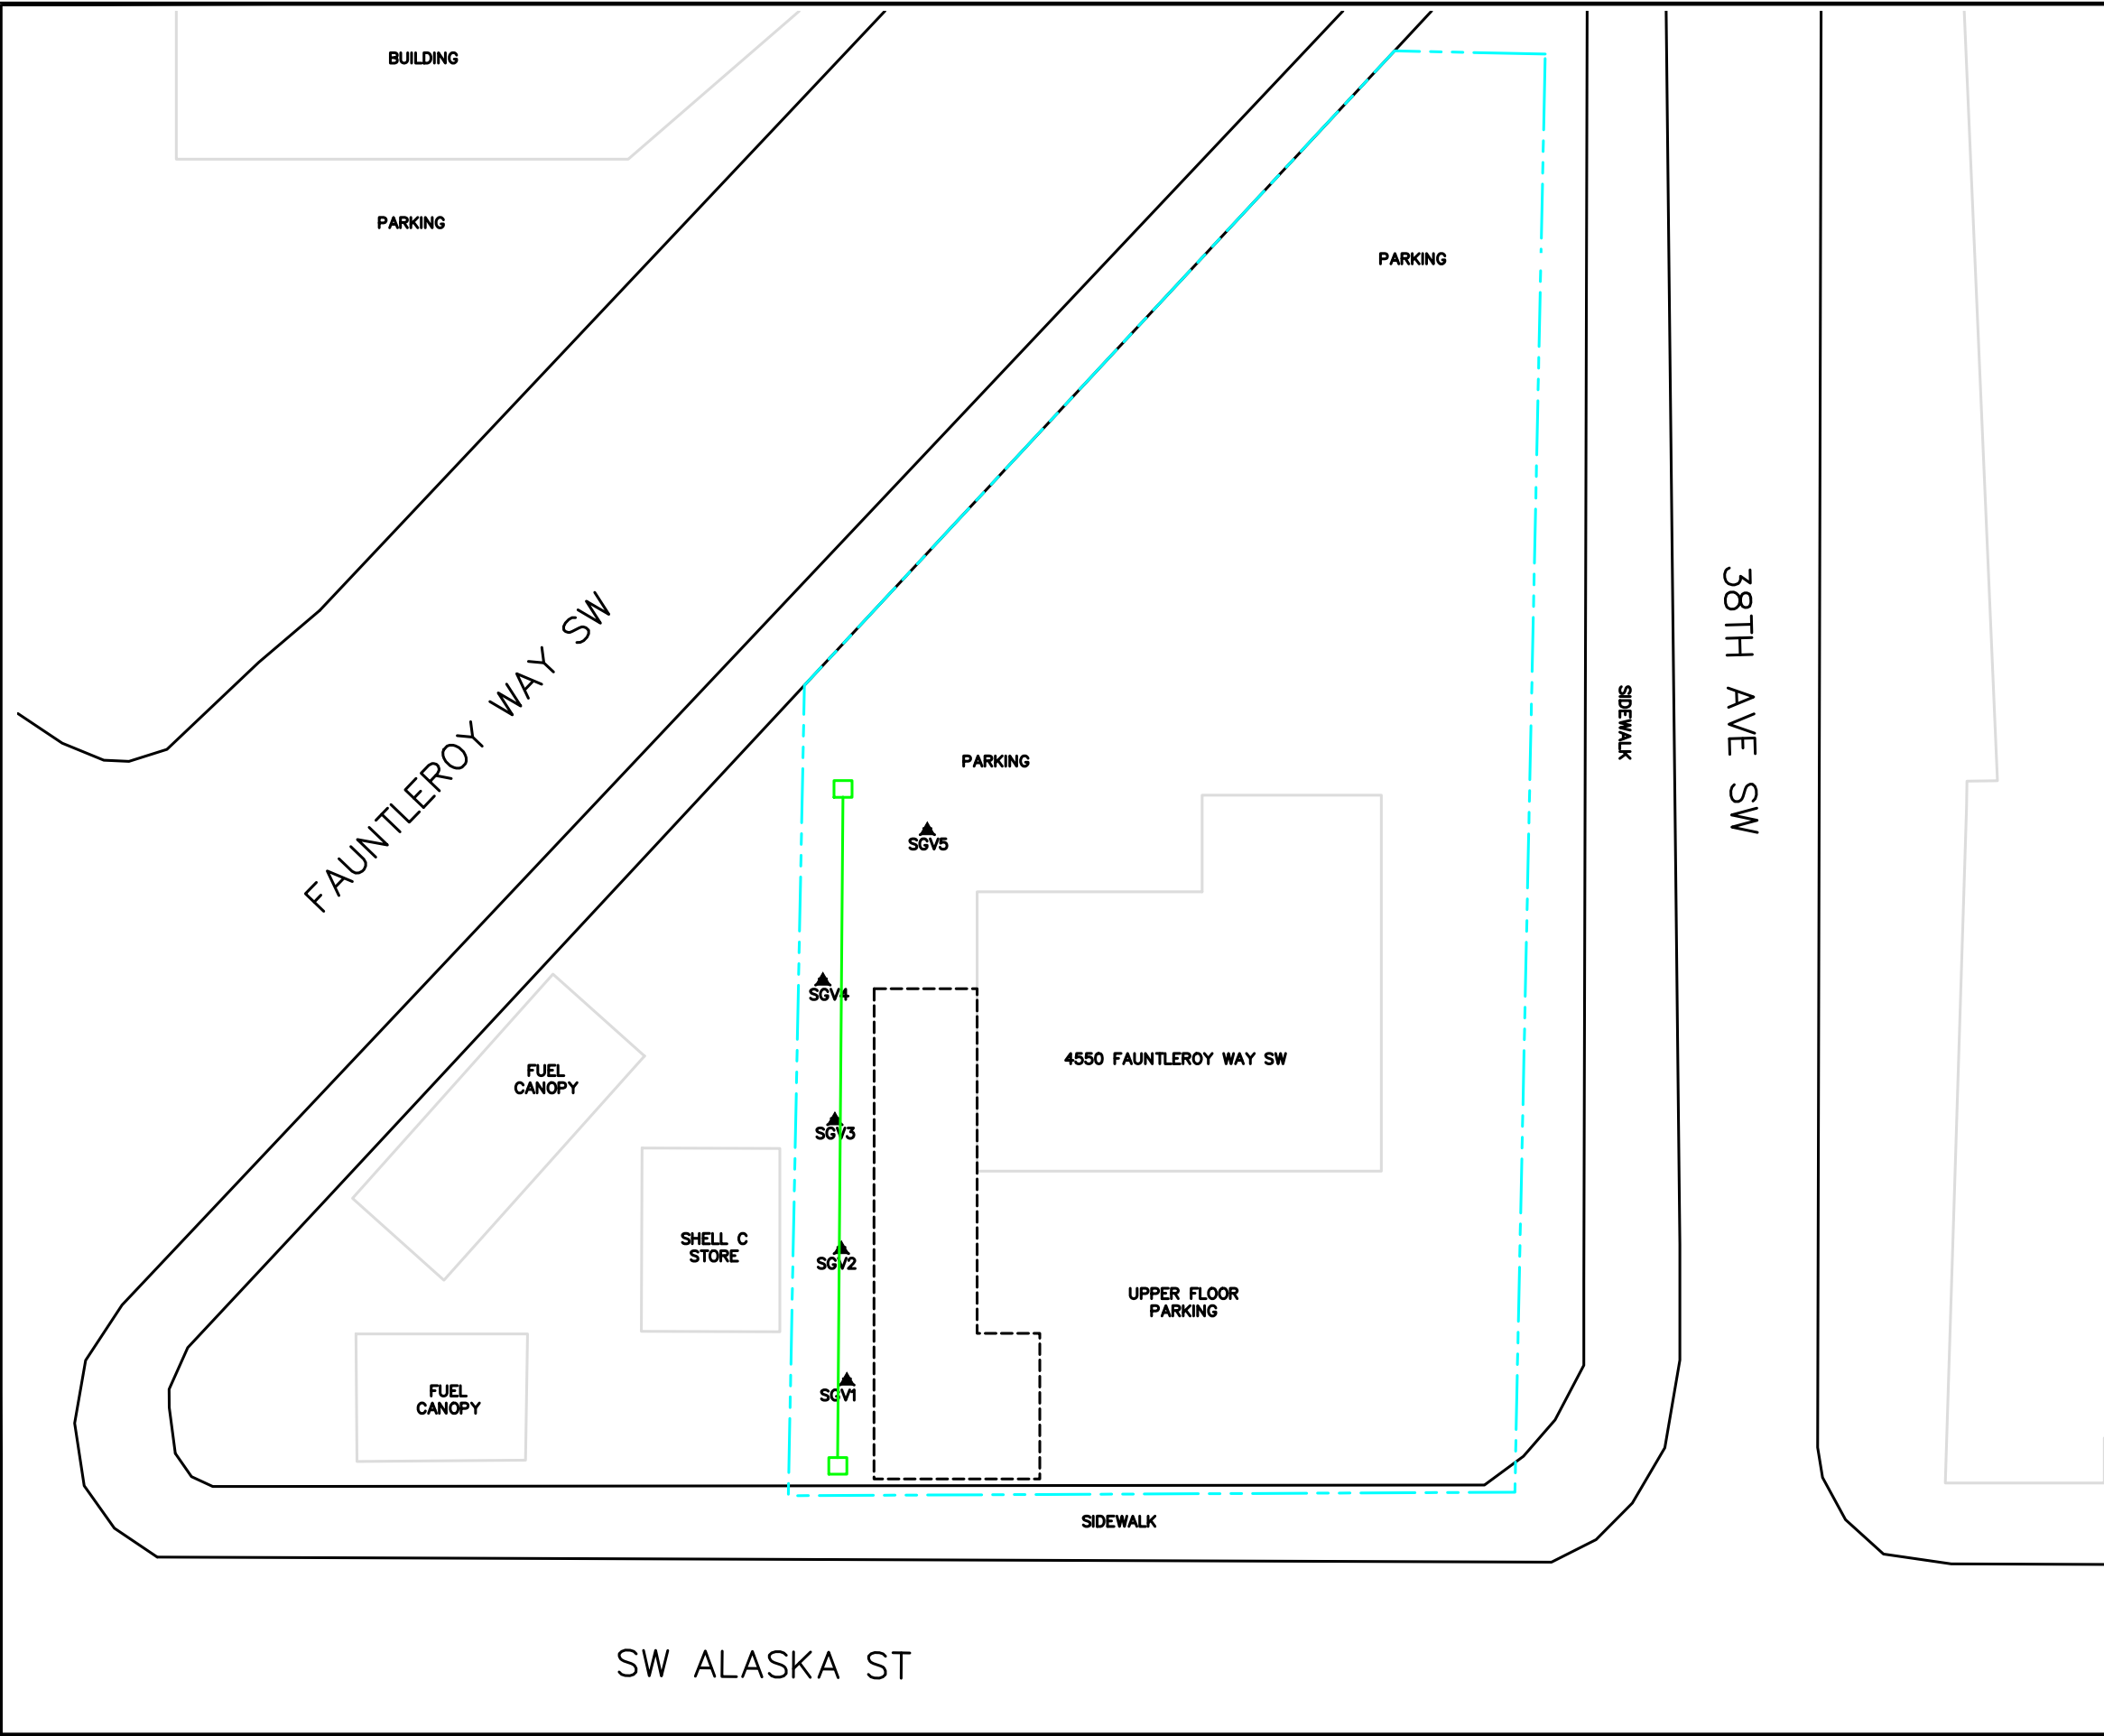 BUILDING
PARKING
PARKING
FAUNTLEROY WAY SW
38TH AVE SW
SIDEWALK
PARKING
SGV5
SGV4
4550 FAUNTLEROY WAY SW
FUEL
CANOPY
SGV3
SHELL C
STORE
SGV2
UPPER FLOOR
PARKING
FUEL
CANOPY
SGV1
SIDEWALK
SW ALASKA ST